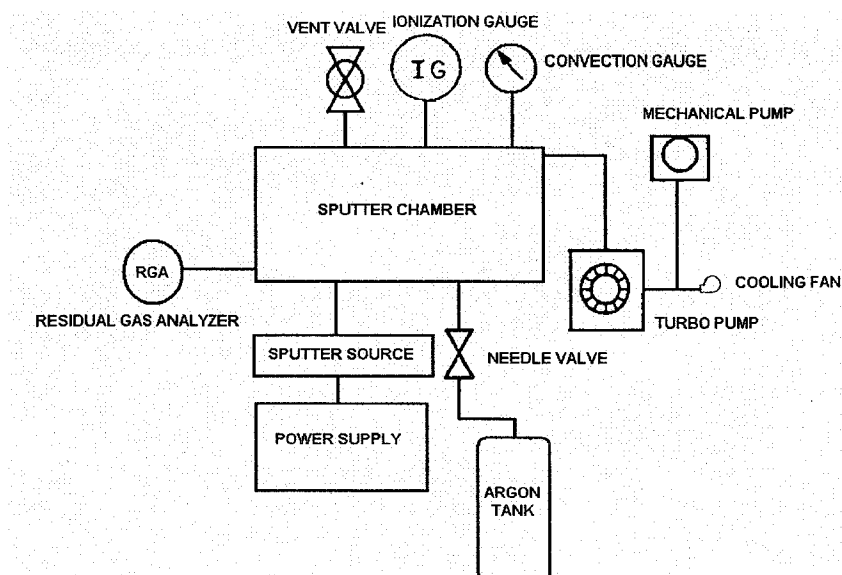 VENT VALVE
IONIZATION GAUGE
IG
CONVECTION GAUGE
MECHANICAL PUMP
SPUTTER CHAMBER
RGA
RESIDUAL GAS ANALYZER
COOLING FAN
TURBO PUMP
SPUTTER SOURCE
NEEDLE VALVE
POWER SUPPLY
ARGON
TANK